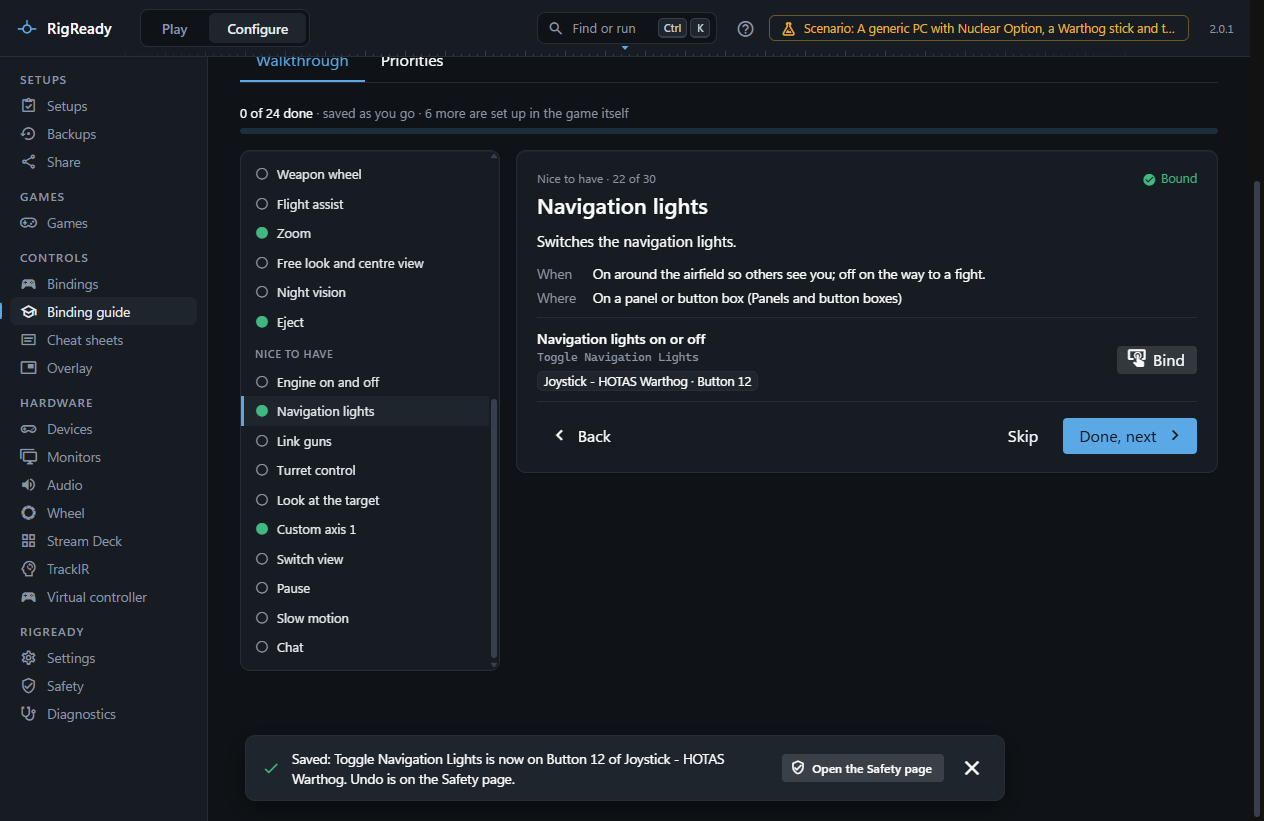 RigReady
Play
Configure
Find or run
Ctrl
K
Scenario: A generic PC with Nuclear Option, a Warthog stick and t...
2.0.1
SETUPS
Setups
Backups
Share
GAMES
Games
CONTROLS
Bindings
Binding guide
Cheat sheets
Overlay
HARDWARE
Devices
Monitors
Audio
Wheel
Stream Deck
TrackIR
Virtual controller
RIGREADY
Settings
Safety
Diagnostics
Walkthrough
Priorities
0 of 24 done · saved as you go · 6 more are set up in the game itself
Weapon wheel
Flight assist
Zoom
Free look and centre view
Night vision
Eject
NICE TO HAVE
Engine on and off
Navigation lights
Link guns
Turret control
Look at the target
Custom axis 1
Switch view
Pause
Slow motion
Chat
Nice to have · 22 of 30
Bound
Navigation lights
Switches the navigation lights.
When On around the airfield so others see you; off on the way to a fight.
Where On a panel or button box (Panels and button boxes)
Navigation lights on or off
Toggle Navigation Lights
Joystick - HOTAS Warthog · Button 12
Bind
Back
Skip
Done, next
Saved: Toggle Navigation Lights is now on Button 12 of Joystick - HOTAS
Warthog. Undo is on the Safety page.
Open the Safety page